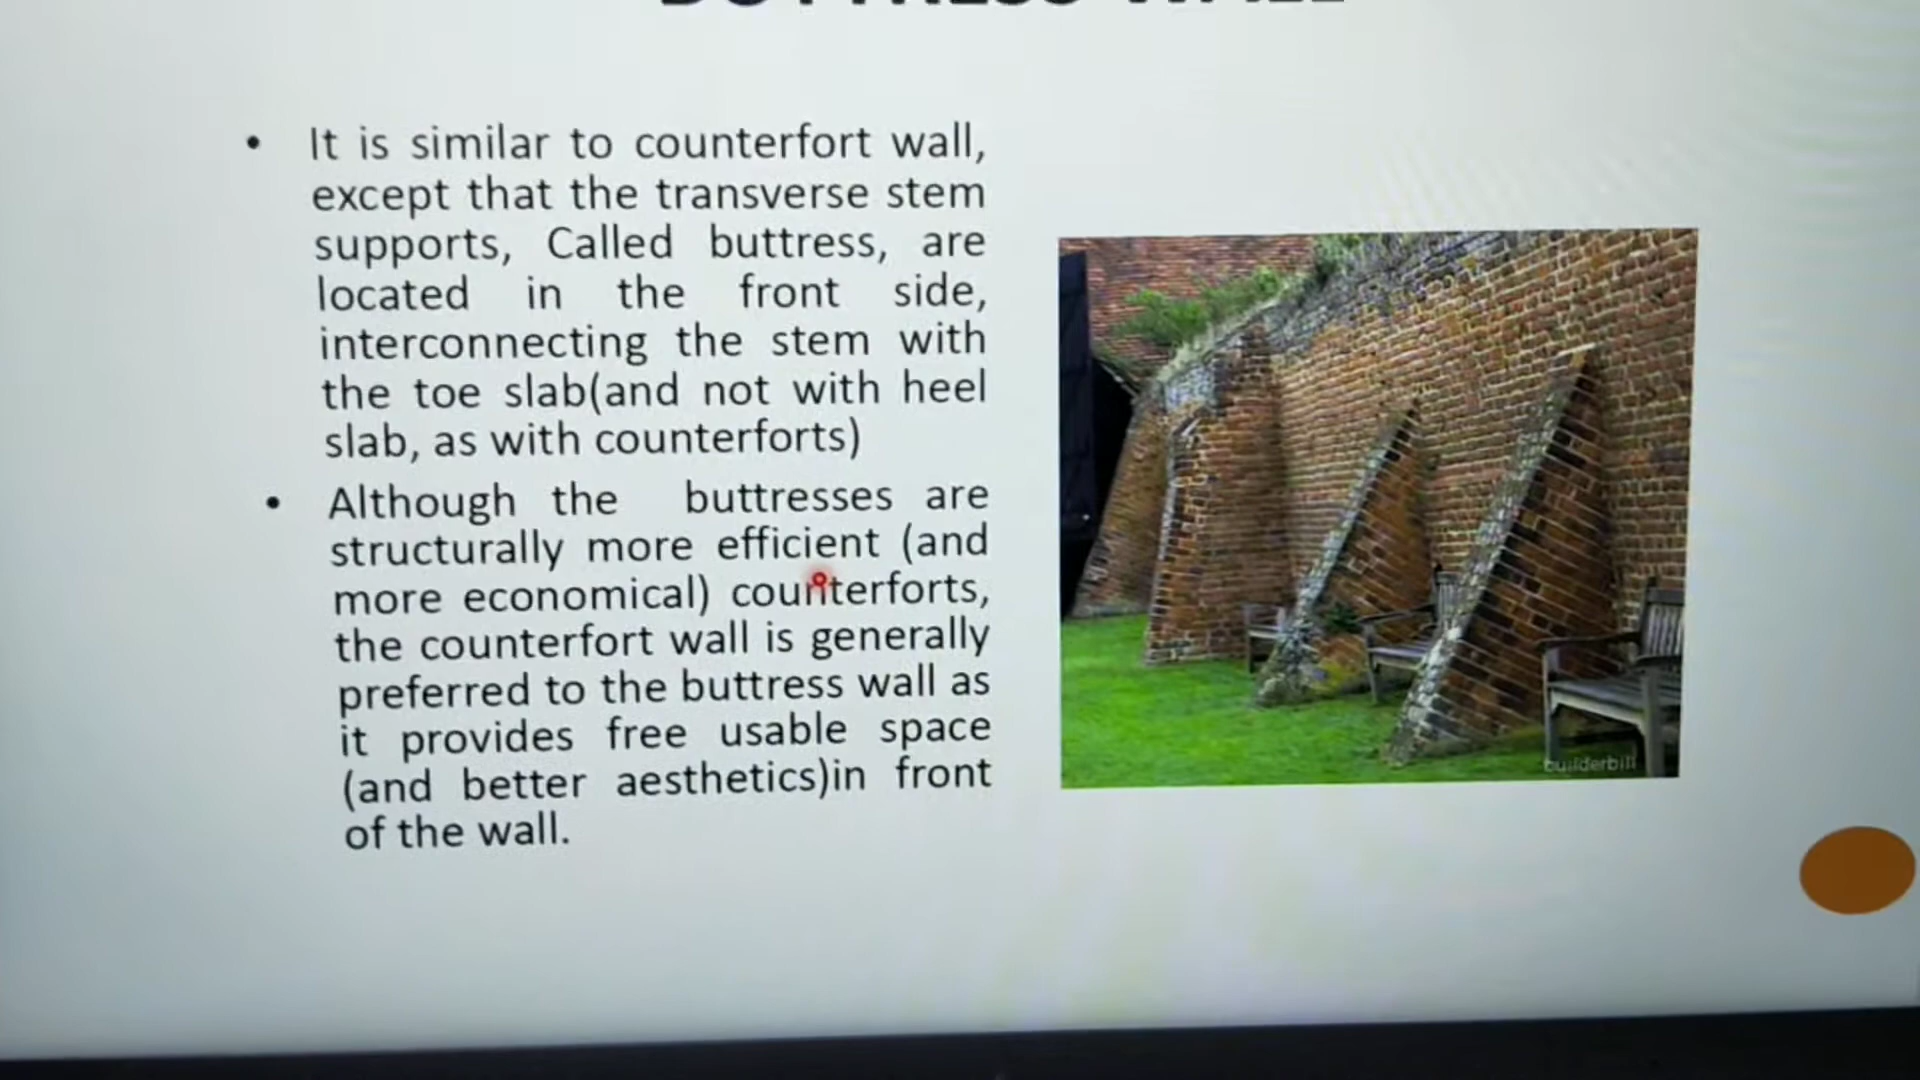 It is similar to counterfort wall,
except that the transverse stem
supports, Called buttress, are
located in the front side,
interconnecting the stem with
the toe slab(and not with heel
slab, as with counterforts)
Although the buttresses are
structurally more efficient (and
more economical) counterforts,
the counterfort wall is generally
preferred to the buttress wall as
it provides free usable space
(and better aesthetics)in front
of the wall.
builderbill